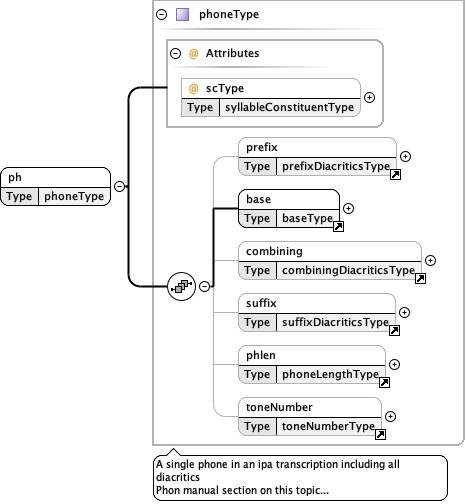 phoneType
@ Attributes
@ scType
Type syllableConstituentType
prefix
Type prefixDiacriticsType
ph
Type phoneType
base
Type baseType
combining
Type combiningDiacriticsType
suffix
Type suffixDiacriticsType
phlen
Type phoneLengthType
toneNumber
Type toneNumberType
A single phone in an ipa transcription including all
diacritics
Phon manual section on this topic...